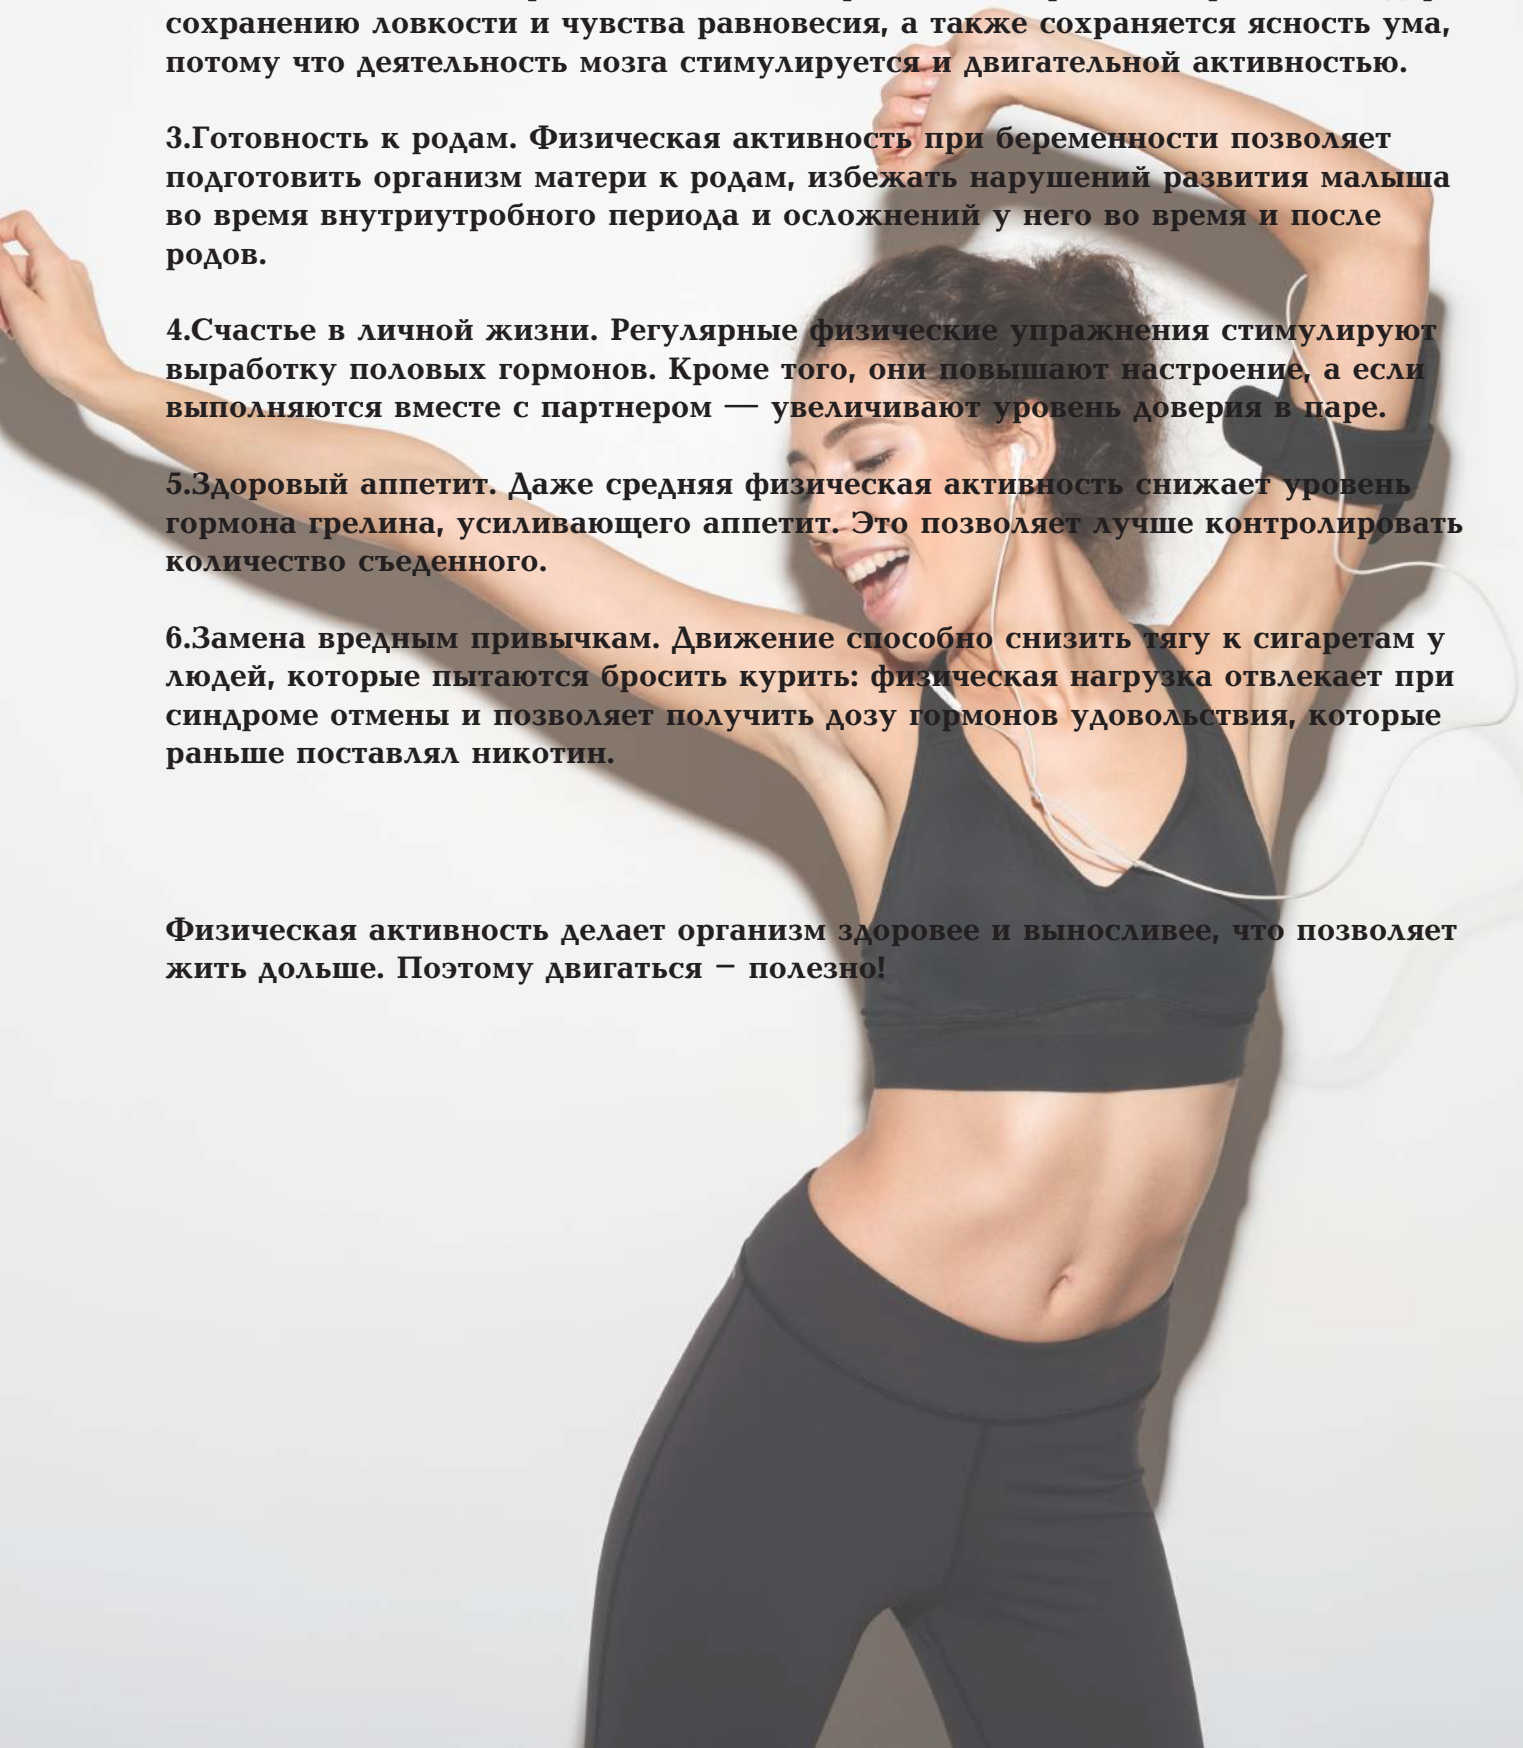 сохранению ловкости и чувства равновесия, а также сохраняется ясность ума,
потому что деятельность мозга стимулируется и двигательной активностью.
3.Готовность к родам. Физическая активность при беременности позволяет
подготовить организм матери к родам, избежать нарушений развития малыша
во время внутриутробного периода и осложнений у него во время и после
родов.
4.Счастье в личной жизни. Регулярные физические упражнения стимулируют
выработку половых гормонов. Кроме того, они повышают настроение, а если
выполняются вместе с партнером — увеличивают уровень доверия в паре.
5.Здоровый аппетит. Даже средняя физическая активность снижает уровень
гормона грелина, усиливающего аппетит. Это позволяет лучше контролировать
количество съеденного.
6.Замена вредным привычкам. Движение способно снизить тягу к сигаретам у
людей, которые пытаются бросить курить: физическая нагрузка отвлекает при
синдроме отмены и позволяет получить дозу гормонов удовольствия, которые
раньше поставлял никотин.
Физическая активность делает организм здоровее и выносливее, что позволяет
жить дольше. Поэтому двигаться – полезно!